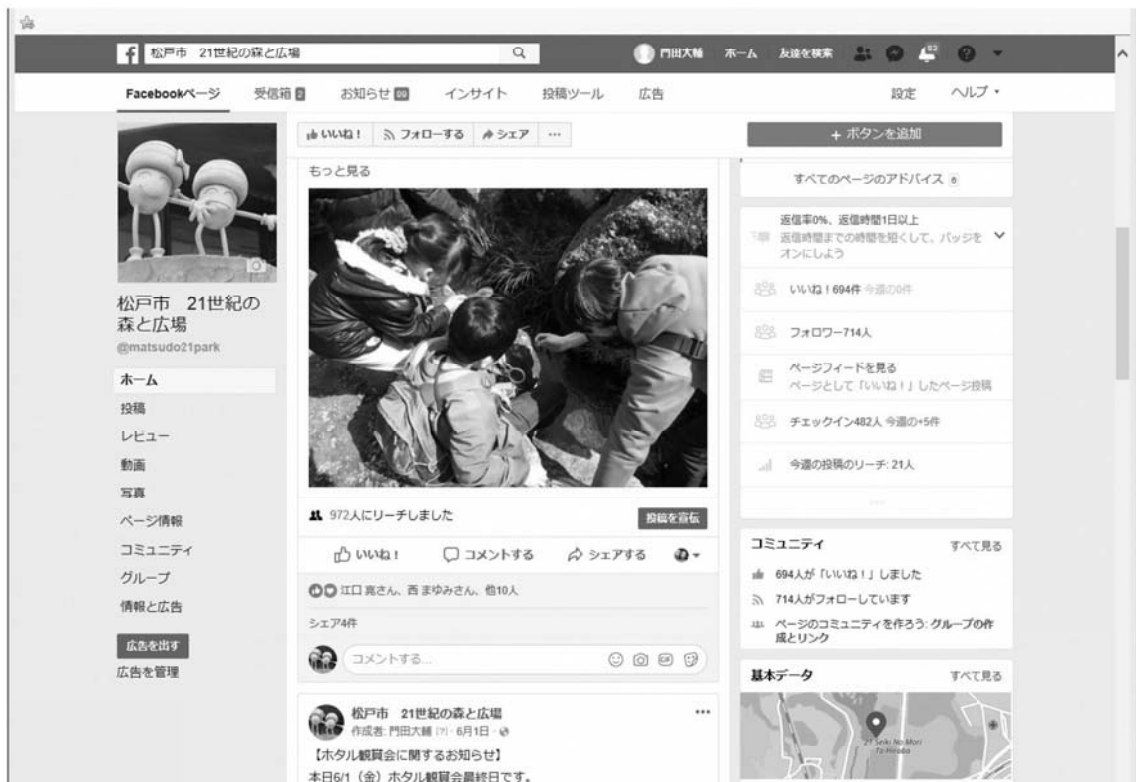 松戸市　21世紀の森と広場
門田大輔　ホーム　友達を検索
Facebookページ　受信箱 2　お知らせ　インサイト　投稿ツール　広告　設定　ヘルプ
いいね！　フォローする　シェア　…
+ ボタンを追加
松戸市　21世紀の
森と広場
@matsudo21park
ホーム
投稿
レビュー
動画
写真
ページ情報
コミュニティ
グループ
情報と広告
広告を出す
広告を管理
もっと見る
972人にリーチしました　投稿を宣伝
いいね！　コメントする　シェアする
江口 寛さん、西 まゆみさん、他10人
シェア4件
コメントする...
松戸市　21世紀の森と広場
作成者: 門田大輔 [?]・6月1日・
【ホタル観賞会に関するお知らせ】
本日6/1（金）ホタル観賞会最終日です。
すべてのページのアドバイス 6
返信率0%、返信時間1日以上
返信時間までの時間を短くして、バッジを
オンにしよう
いいね！694件 今週の0件
フォロワー714人
ページフィードを見る
ページとして「いいね！」したページ投稿
チェックイン482人 今週の+5件
今週の投稿のリーチ: 21人
コミュニティ　すべて見る
694人が「いいね！」しました
714人がフォローしています
ページのコミュニティを作ろう: グループの作
成とリンク
基本データ　すべて見る
21 Seiki No Mori
To Hiroba